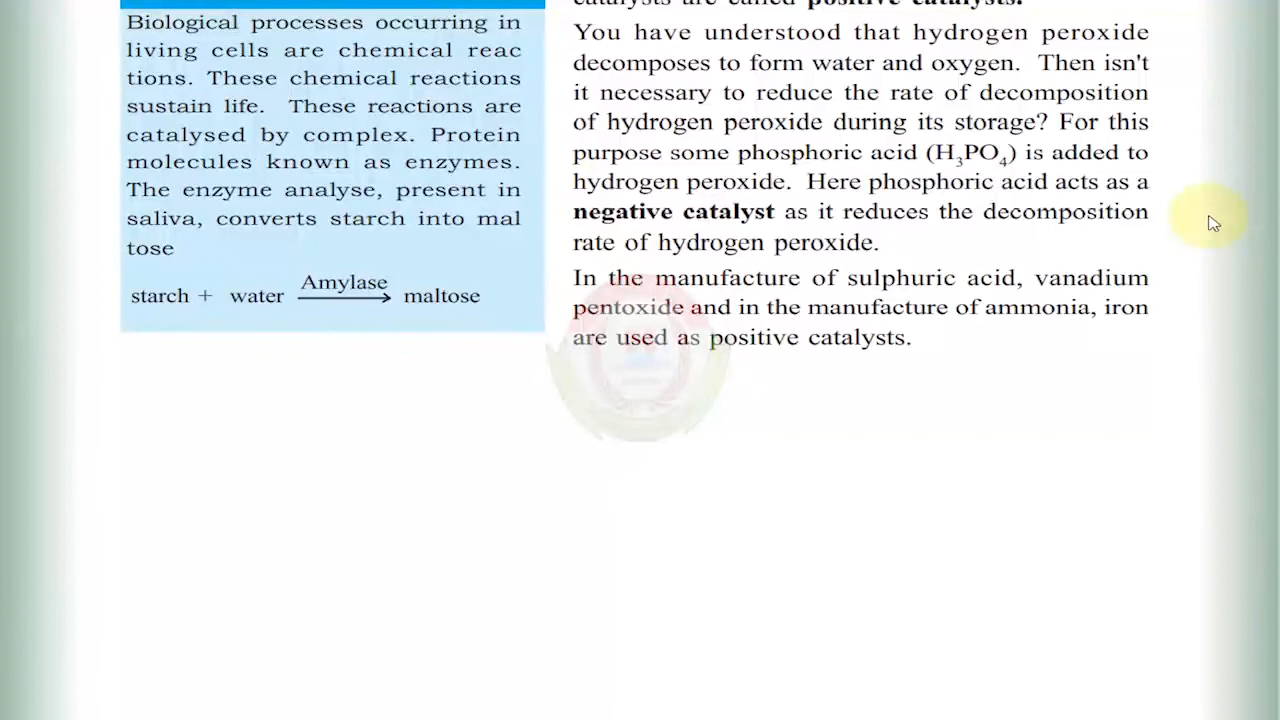 Biological processes occurring in
living cells are chemical reac
tions. These chemical reactions
sustain life. These reactions are
catalysed by complex. Protein
molecules known as enzymes.
The enzyme analyse, present in
saliva, converts starch into mal
tose
Amylase
starch + water ⟶ maltose
catalysts are called positive catalysts.
You have understood that hydrogen peroxide
decomposes to form water and oxygen. Then isn't
it necessary to reduce the rate of decomposition
of hydrogen peroxide during its storage? For this
purpose some phosphoric acid (H₃PO₄) is added to
hydrogen peroxide. Here phosphoric acid acts as a
negative catalyst as it reduces the decomposition
rate of hydrogen peroxide.
In the manufacture of sulphuric acid, vanadium
pentoxide and in the manufacture of ammonia, iron
are used as positive catalysts.